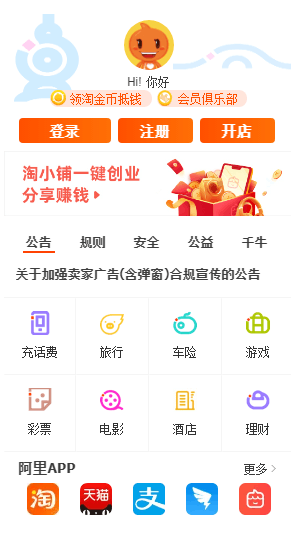 Hi! 你好
领淘金币抵钱 会员俱乐部
登录 注册 开店
淘小铺一键创业
分享赚钱
公告 规则 安全 公益 千牛
关于加强卖家广告(含弹窗)合规宣传的公告
充话费 旅行 车险 游戏
彩票 电影 酒店 理财
阿里APP 更多
淘 天猫